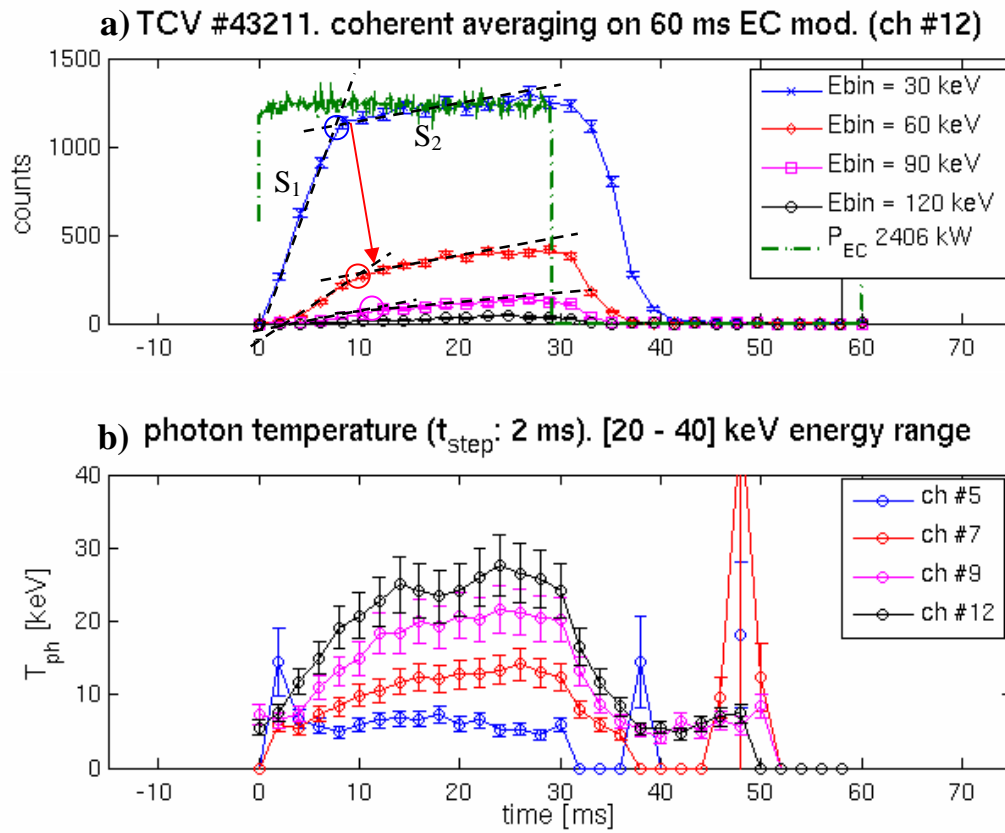 a) TCV #43211. coherent averaging on 60 ms EC mod. (ch #12)
1500
1000
500
0
counts
S1
S2
Ebin = 30 keV
Ebin = 60 keV
Ebin = 90 keV
Ebin = 120 keV
PEC 2406 kW
-10 0 10 20 30 40 50 60 70
b) photon temperature (tstep: 2 ms). [20 - 40] keV energy range
40
30
20
10
0
Tph [keV]
ch #5
ch #7
ch #9
ch #12
-10 0 10 20 30 40 50 60 70
time [ms]